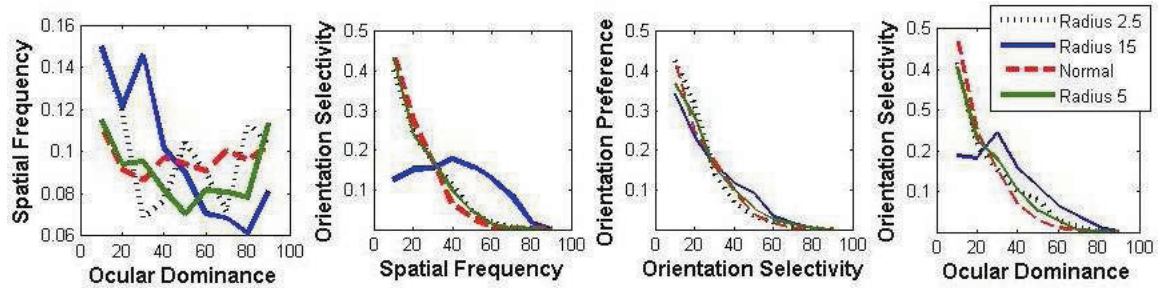 Spatial Frequency
0.16
0.14
0.12
0.1
0.08
0.06
0 20 40 60 80 100
Ocular Dominance
Orientation Selectivity
0.5
0.4
0.3
0.2
0.1
0 20 40 60 80 100
Spatial Frequency
Orientation Preference
0.5
0.4
0.3
0.2
0.1
0 20 40 60 80 100
Orientation Selectivity
Orientation Selectivity
0.5
0.4
0.5
0.2
0.1
0 20 40 60 80 100
Ocular Dominance
Radius 2.5
Radius 15
Normal
Radius 5